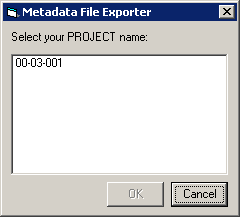 Metadata File Exporter
Select your PROJECT name:
00-03-001
OK
Cancel